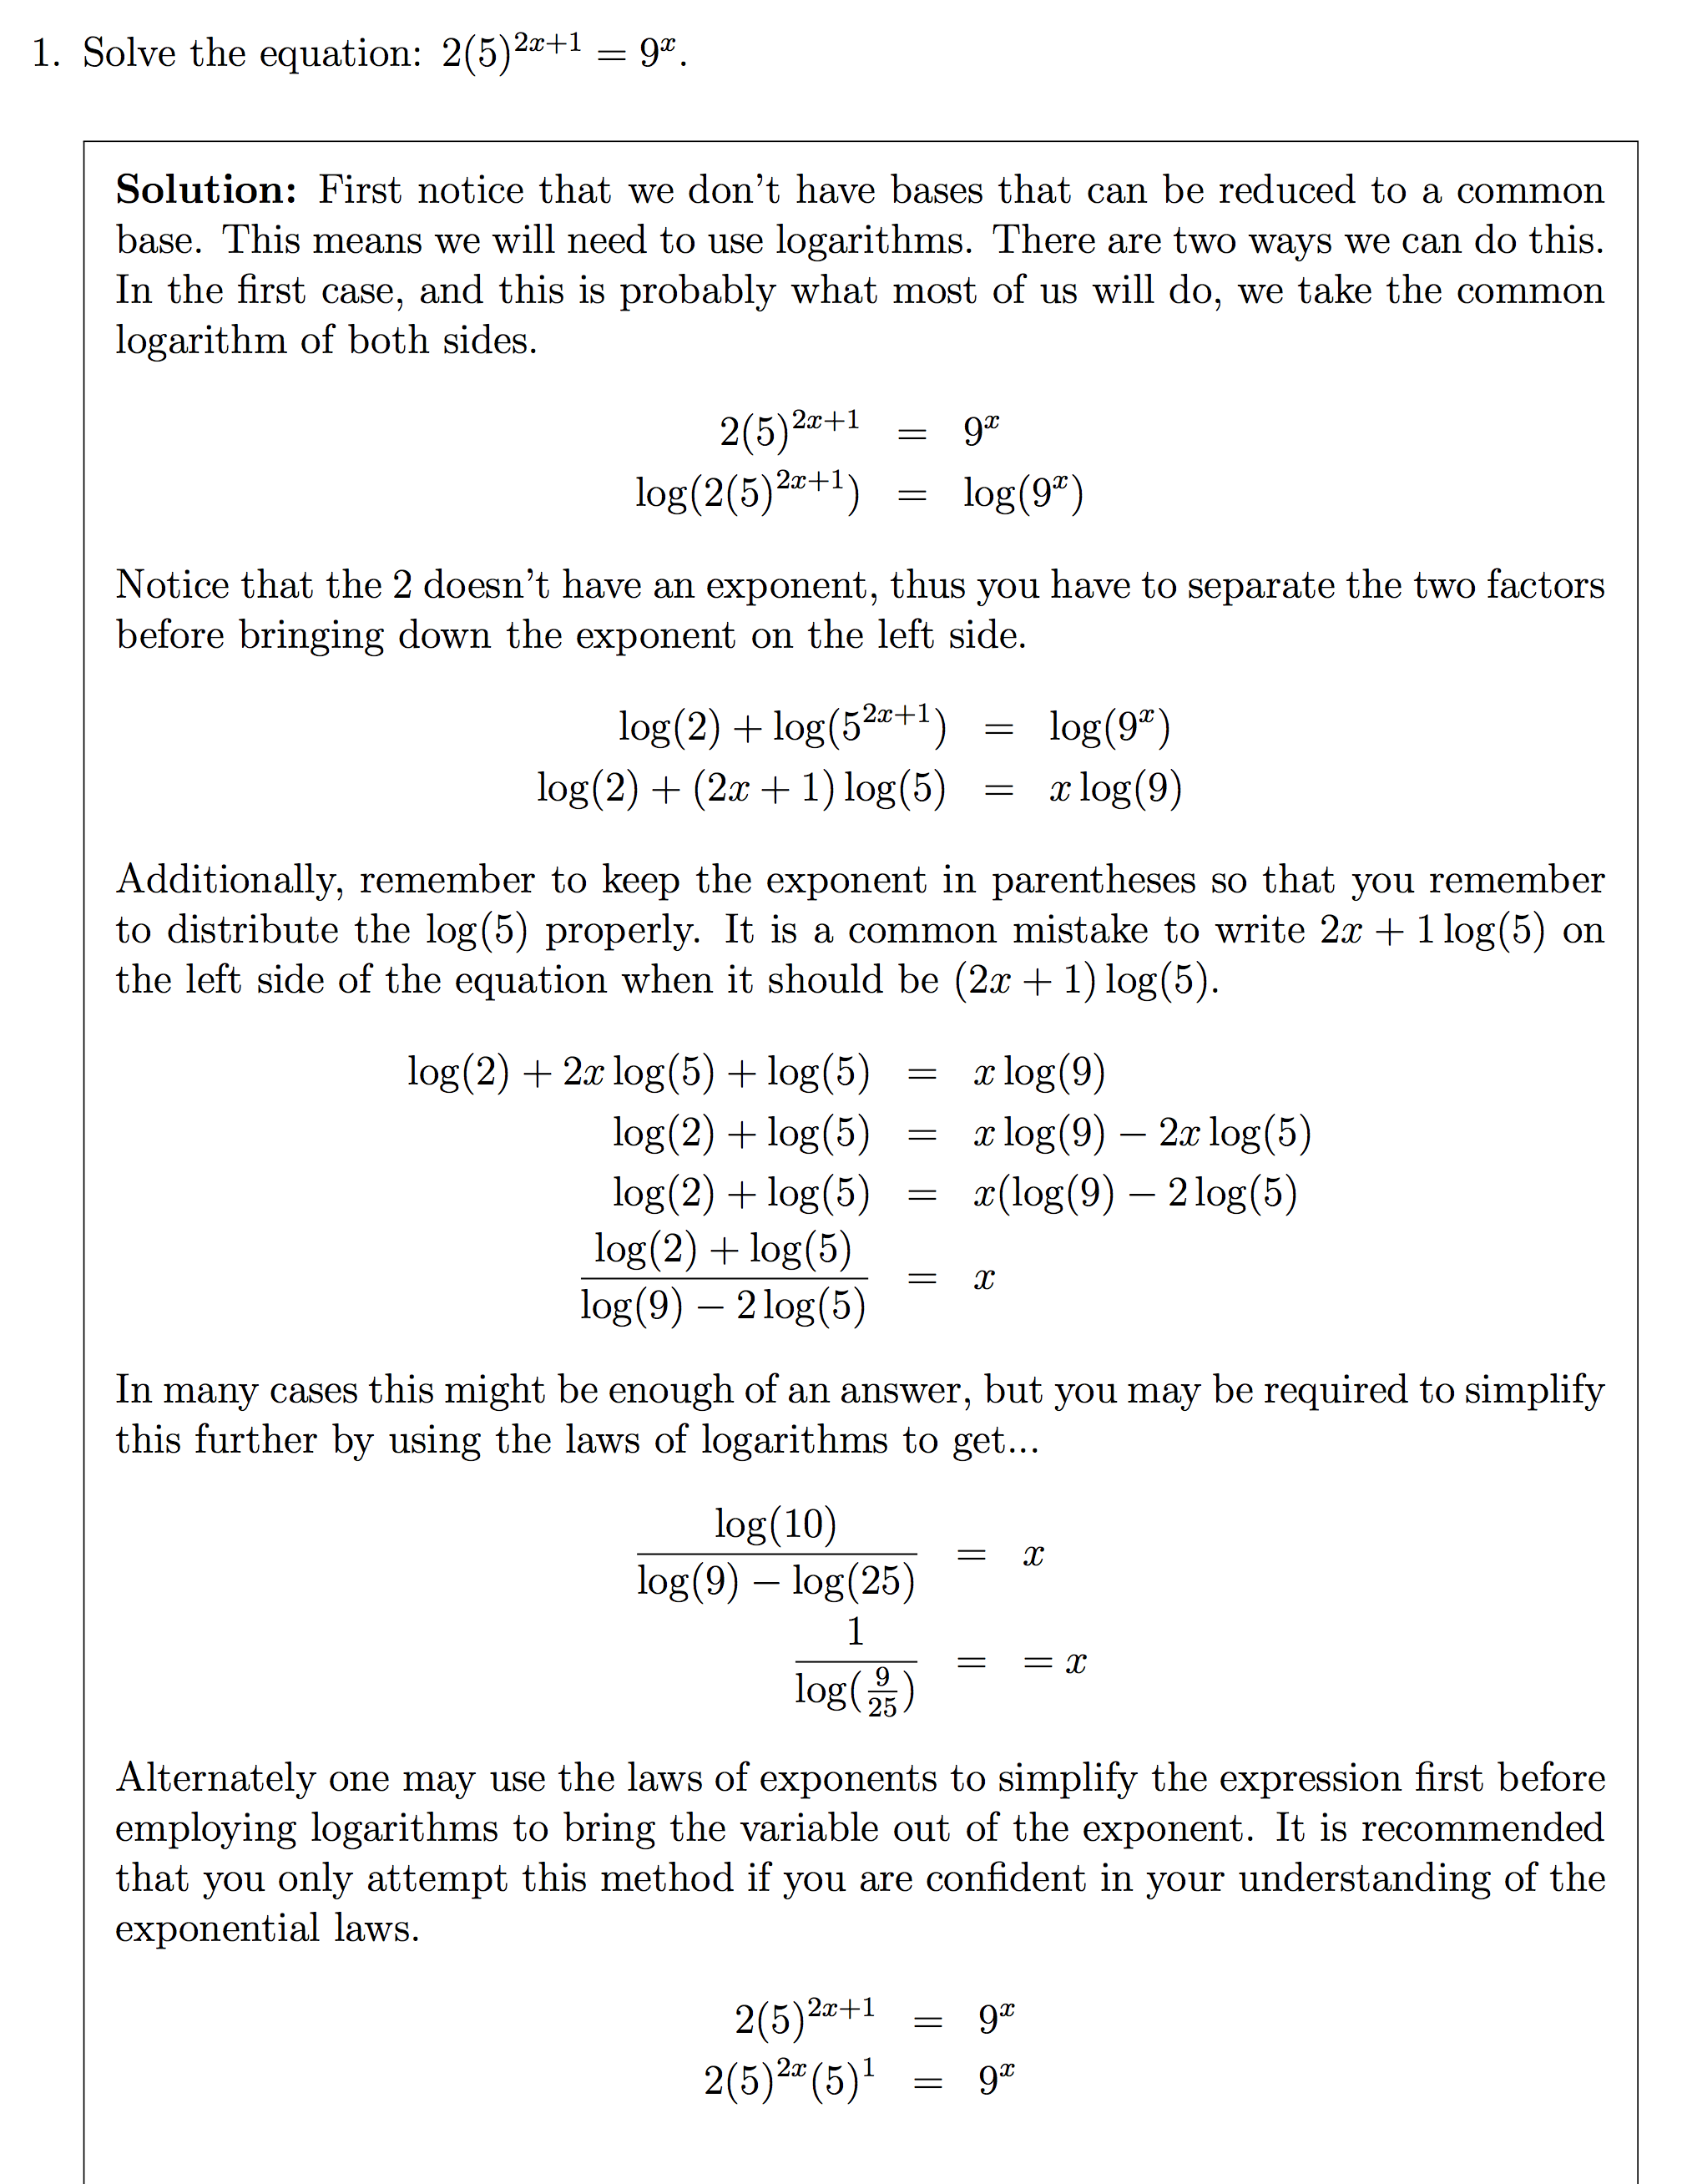 1. Solve the equation: 2(5)^{2x+1} = 9^x.
Solution: First notice that we don't have bases that can be reduced to a common
base. This means we will need to use logarithms. There are two ways we can do this.
In the first case, and this is probably what most of us will do, we take the common
logarithm of both sides.
2(5)^{2x+1} = 9^x
log(2(5)^{2x+1}) = log(9^x)
Notice that the 2 doesn't have an exponent, thus you have to separate the two factors
before bringing down the exponent on the left side.
log(2) + log(5^{2x+1}) = log(9^x)
log(2) + (2x + 1) log(5) = x log(9)
Additionally, remember to keep the exponent in parentheses so that you remember
to distribute the log(5) properly. It is a common mistake to write 2x + 1 log(5) on
the left side of the equation when it should be (2x + 1) log(5).
log(2) + 2x log(5) + log(5) = x log(9)
log(2) + log(5) = x log(9) − 2x log(5)
log(2) + log(5) = x(log(9) − 2 log(5)
\frac{log(2) + log(5)}{log(9) − 2 log(5)} = x
In many cases this might be enough of an answer, but you may be required to simplify
this further by using the laws of logarithms to get...
\frac{log(10)}{log(9) − log(25)} = x
\frac{1}{log(\frac{9}{25})} = = x
Alternately one may use the laws of exponents to simplify the expression first before
employing logarithms to bring the variable out of the exponent. It is recommended
that you only attempt this method if you are confident in your understanding of the
exponential laws.
2(5)^{2x+1} = 9^x
2(5)^{2x}(5)^1 = 9^x